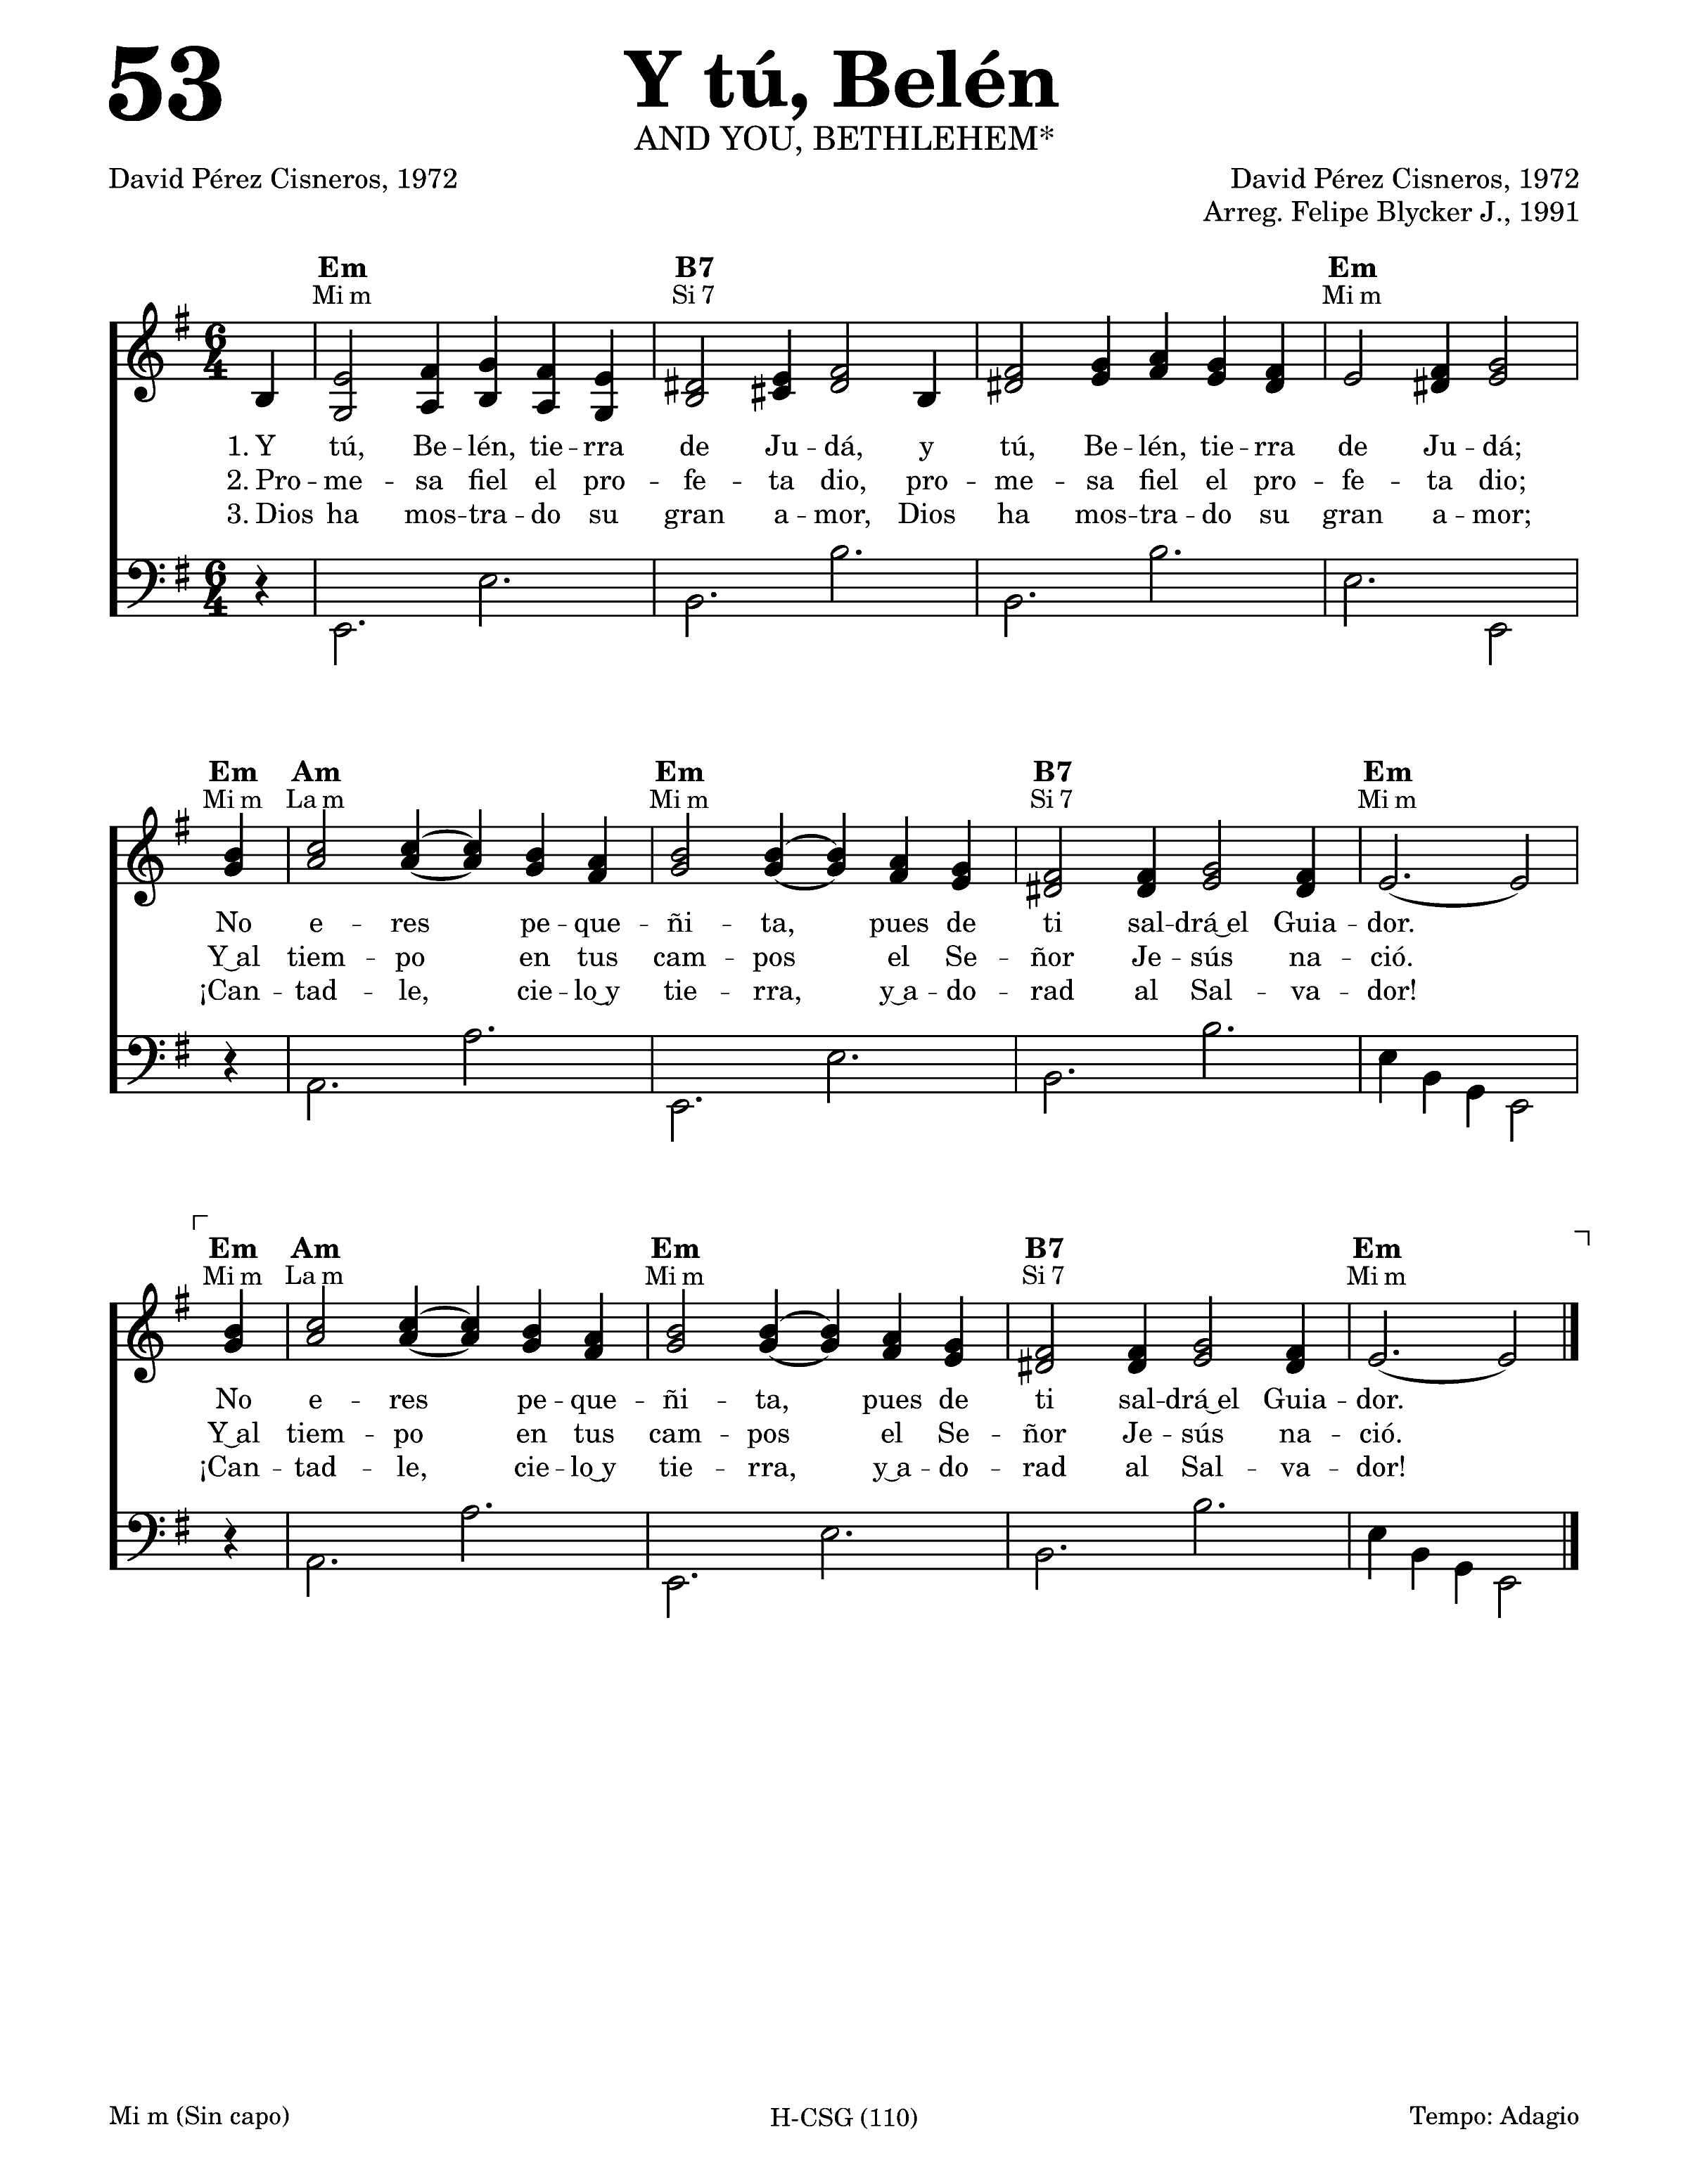 53
Y tú, Belén
AND YOU, BETHLEHEM*
David Pérez Cisneros, 1972
David Pérez Cisneros, 1972
Arreg. Felipe Blycker J., 1991
Em B7 Em
Mi m Si 7 Mi m
6 4
1. Y tú, Be – lén, tie – rra de Ju – dá, y tú, Be – lén, tie – rra de Ju – dá;
2. Pro – me – sa fiel el pro – fe – ta dio, pro – me – sa fiel el pro – fe – ta dio;
3. Dios ha mos – tra – do su gran a – mor, Dios ha mos – tra – do su gran a – mor;
6 4
Em Am Em B7 Em
Mi m La m Mi m Si 7 Mi m
No e – res pe – que – ñi – ta, pues de ti sal – drá‿el Guia – dor.
Y‿al tiem – po en tus cam – pos el Se – ñor Je – sús na – ció.
¡Can – tad – le, cie – lo‿y tie – rra, y‿a – do – rad al Sal – va – dor!
Em Am Em B7 Em
Mi m La m Mi m Si 7 Mi m
No e – res pe – que – ñi – ta, pues de ti sal – drá‿el Guia – dor.
Y‿al tiem – po en tus cam – pos el Se – ñor Je – sús na – ció.
¡Can – tad – le, cie – lo‿y tie – rra, y‿a – do – rad al Sal – va – dor!
Mi m (Sin capo)
H-CSG (110)
Tempo: Adagio